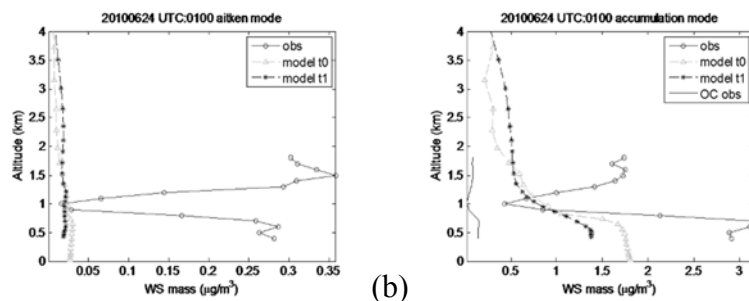 20100624 UTC:0100 aitken mode
4
3.5
3
2.5
2
1.5
1
0.5
0
Altitude (km)
obs
model t0
model t1
0.05 0.1 0.15 0.2 0.25 0.3 0.35
WS mass (μg/m³)
(b)
20100624 UTC:0100 accumulation mode
4
3.5
3
2.5
2
1.5
1
0.5
0
Altitude (km)
obs
model t0
model t1
OC obs
0.5 1 1.5 2 2.5 3
WS mass (μg/m³)